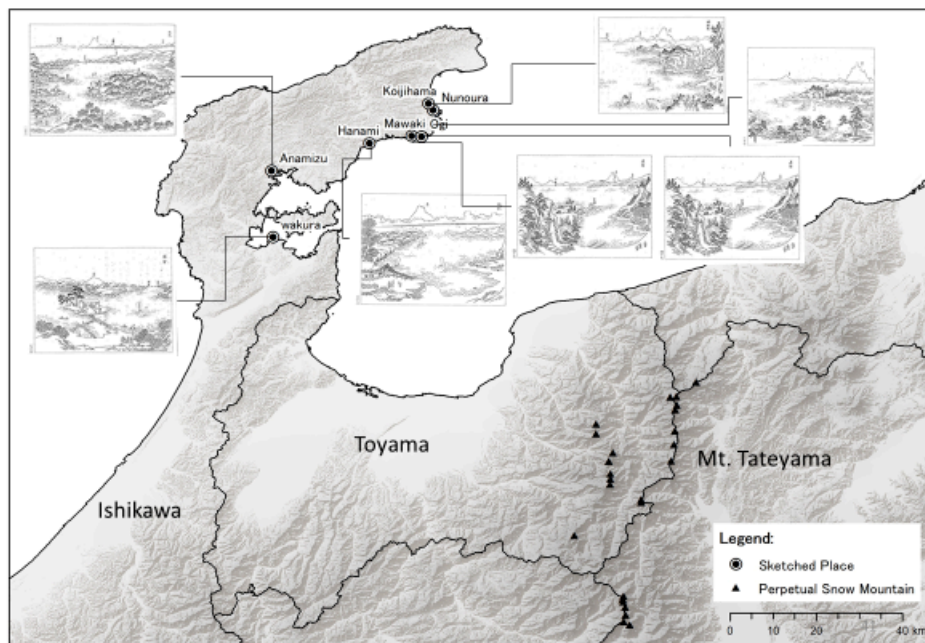 Koijihama
Nunoura
Mawaki
Ogi
Hanami
Anamizu
wakura
Toyama
Mt. Tateyama
Ishikawa
Legend:
Sketched Place
Perpetual Snow Mountain
0 10 20 40 km